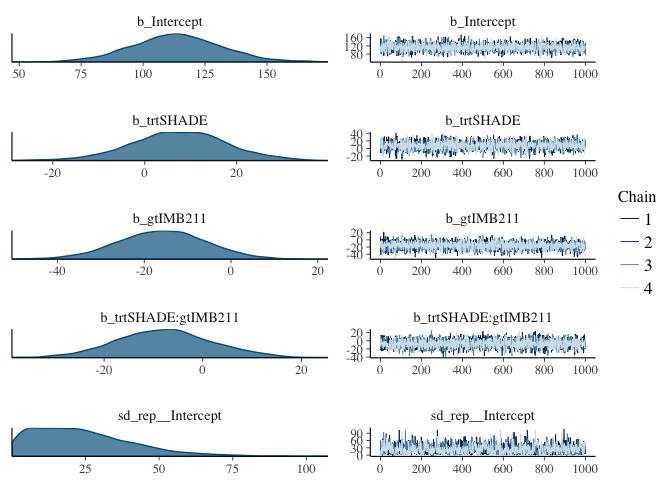 b_Intercept
50 75 100 125 150
b_Intercept
160
120
80
0 200 400 600 800 1000
b_trtSHADE
-20 0 20
b_trtSHADE
40
20
0
-20
0 200 400 600 800 1000
b_gtIMB211
-40 -20 0 20
b_gtIMB211
20
0
-20
-40
0 200 400 600 800 1000
b_trtSHADE:gtIMB211
-20 0 20
b_trtSHADE:gtIMB211
20
0
-20
-40
0 200 400 600 800 1000
sd_rep__Intercept
25 50 75 100
sd_rep__Intercept
90
60
30
0
0 200 400 600 800 1000
Chain
1
2
3
4